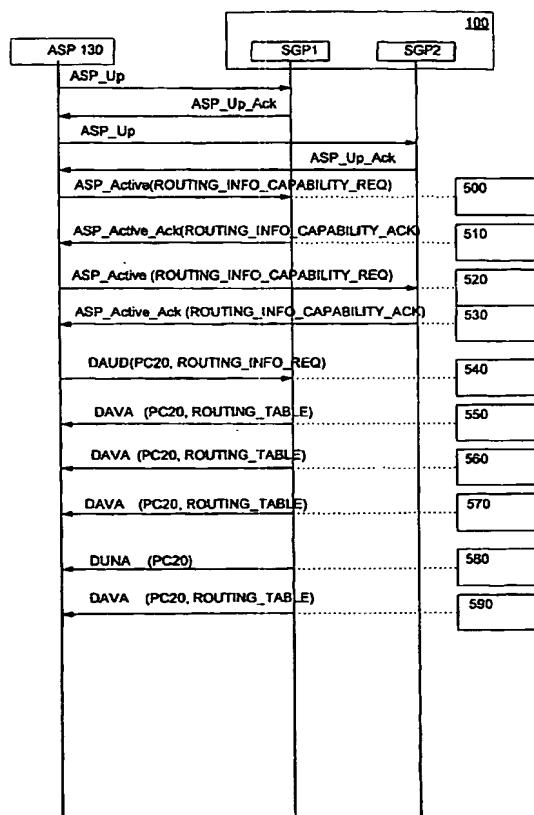 100
ASP 130
SGP1
SGP2
ASP_Up
ASP_Up_Ack
ASP_Up
ASP_Up_Ack
ASP_Active(ROUTING_INFO_CAPABILITY_REQ)
500
ASP_Active_Ack(ROUTING_INFO_CAPABILITY_ACK)
510
ASP_Active (ROUTING_INFO_CAPABILITY_REQ)
520
ASP_Active_Ack (ROUTING_INFO_CAPABILITY_ACK)
530
DAUD(PC20, ROUTING_INFO_REQ)
540
DAVA (PC20, ROUTING_TABLE)
550
DAVA (PC20, ROUTING_TABLE)
560
DAVA (PC20, ROUTING_TABLE)
570
DUNA (PC20)
580
DAVA (PC20, ROUTING_TABLE)
590